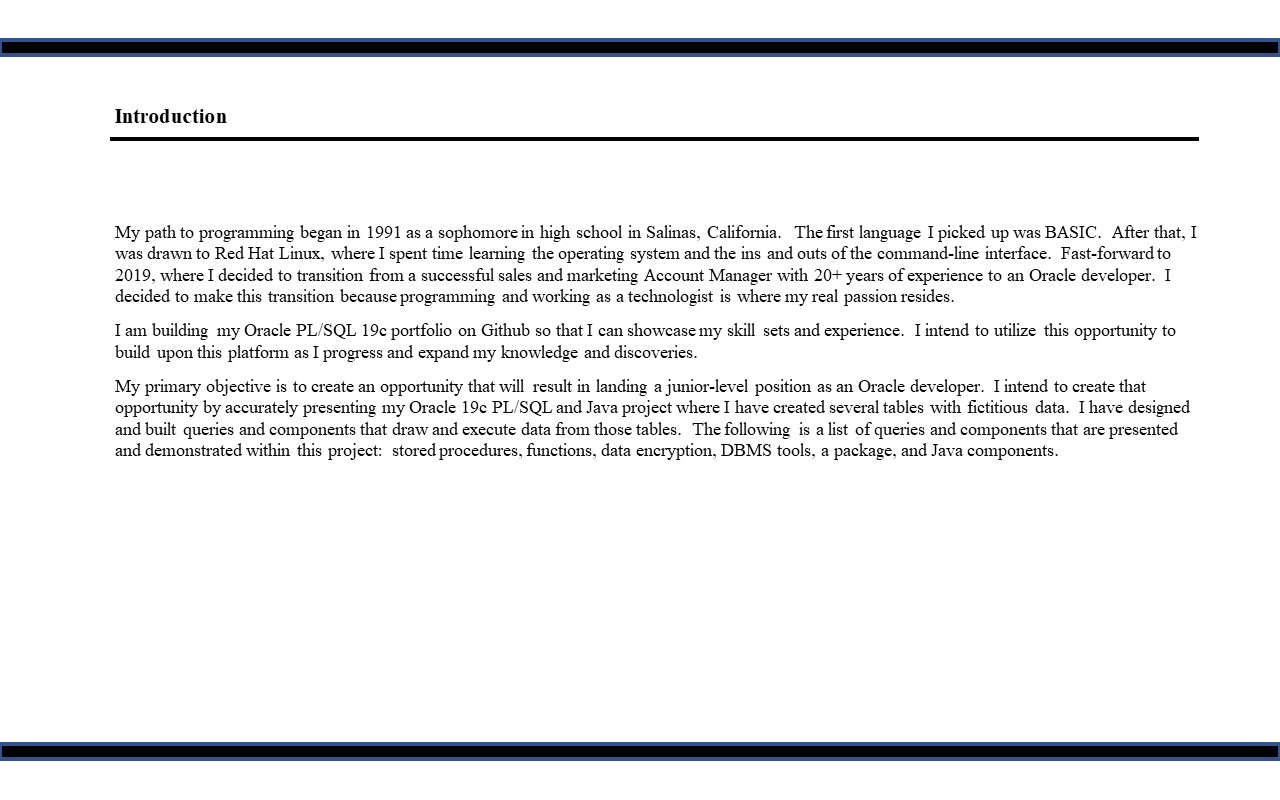 Introduction
My path to programming began in 1991 as a sophomore in high school in Salinas, California. The first language I picked up was BASIC. After that, I
was drawn to Red Hat Linux, where I spent time learning the operating system and the ins and outs of the command-line interface. Fast-forward to
2019, where I decided to transition from a successful sales and marketing Account Manager with 20+ years of experience to an Oracle developer. I
decided to make this transition because programming and working as a technologist is where my real passion resides.
I am building my Oracle PL/SQL 19c portfolio on Github so that I can showcase my skill sets and experience. I intend to utilize this opportunity to
build upon this platform as I progress and expand my knowledge and discoveries.
My primary objective is to create an opportunity that will result in landing a junior-level position as an Oracle developer. I intend to create that
opportunity by accurately presenting my Oracle 19c PL/SQL and Java project where I have created several tables with fictitious data. I have designed
and built queries and components that draw and execute data from those tables. The following is a list of queries and components that are presented
and demonstrated within this project: stored procedures, functions, data encryption, DBMS tools, a package, and Java components.